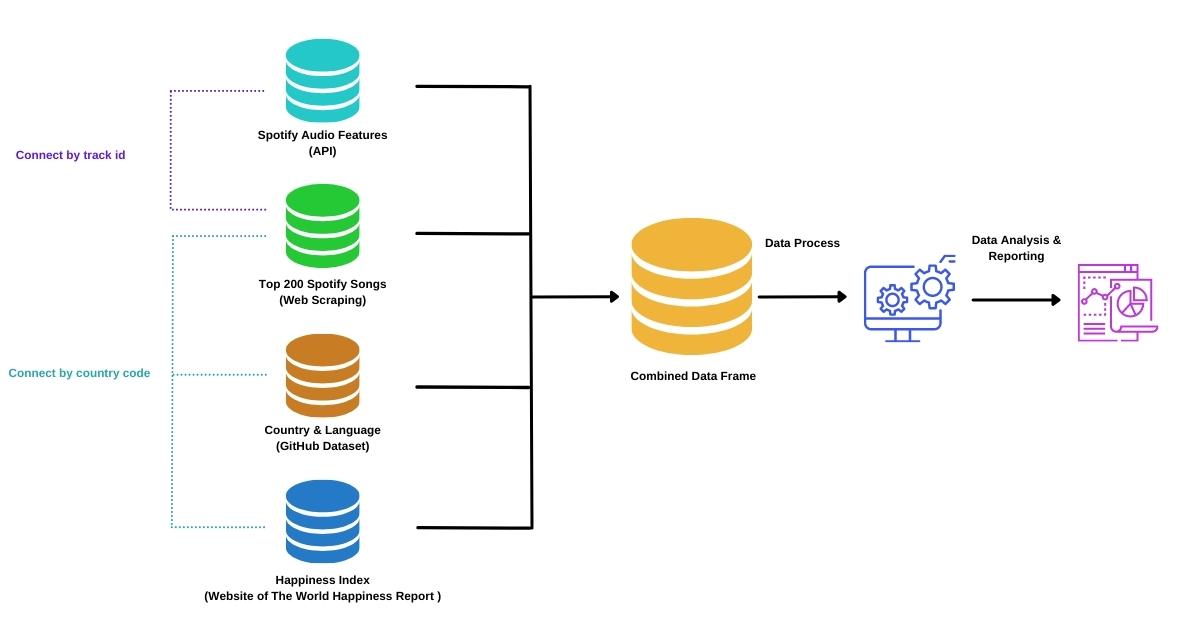 Spotify Audio Features
(API)
Connect by track id
Top 200 Spotify Songs
(Web Scraping)
Connect by country code
Country & Language
(GitHub Dataset)
Happiness Index
(Website of The World Happiness Report )
Combined Data Frame
Data Process
Data Analysis &
Reporting